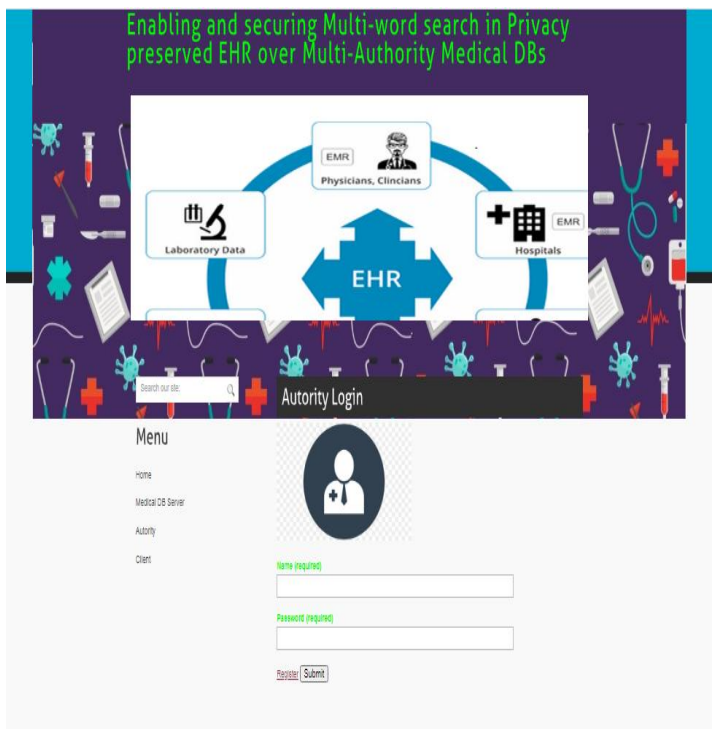 Enabling and securing Multi-word search in Privacy
preserved EHR over Multi-Authority Medical DBs
EMR
Physicians, Clincians
Laboratory Data
EMR
Hospitals
EHR
Search our site:
Autority Login
Menu
Home
Medical DB Server
Autority
Client
Name (required)
Password (required)
Register Submit